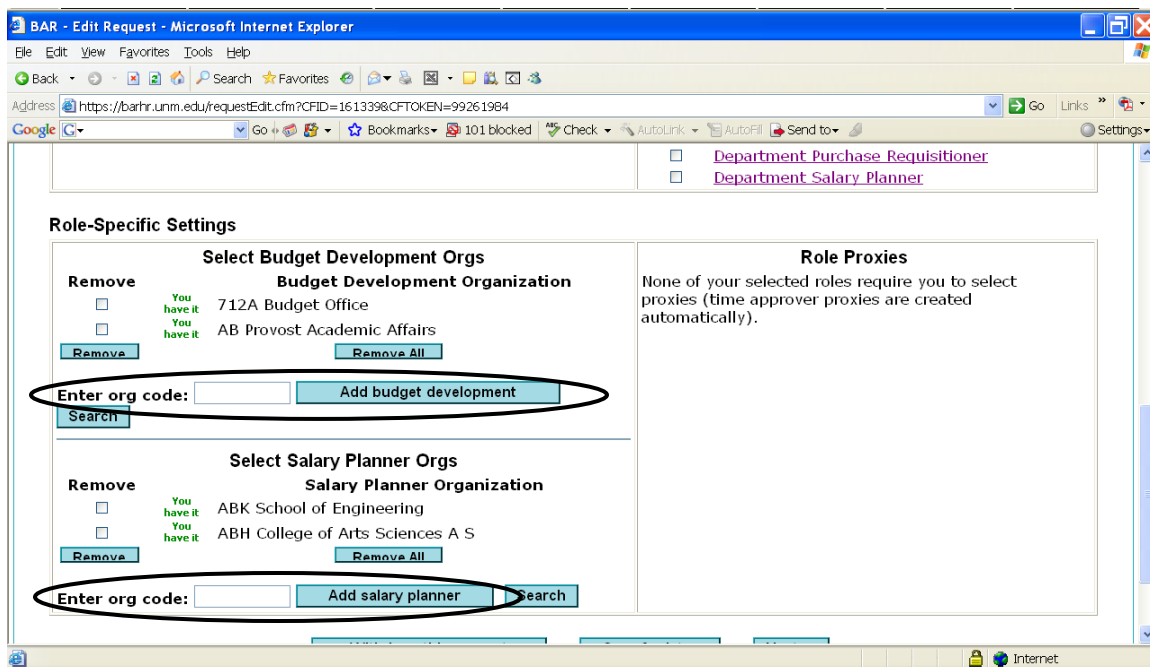 BAR - Edit Request - Microsoft Internet Explorer
File Edit View Favorites Tools Help
Back Search Favorites
Address https://barhr.unm.edu/requestEdit.cfm?CFID=161339&CFTOKEN=99261984 Go Links »
Google G Go Bookmarks 101 blocked Check AutoLink AutoFill Send to Settings
Department Purchase Requisitioner
Department Salary Planner
Role-Specific Settings
Select Budget Development Orgs
Remove Budget Development Organization
You have it 712A Budget Office
You have it AB Provost Academic Affairs
Remove Remove All
Enter org code: Add budget development
Search
Select Salary Planner Orgs
Remove Salary Planner Organization
You have it ABK School of Engineering
You have it ABH College of Arts Sciences A S
Remove Remove All
Enter org code: Add salary planner Search
Role Proxies
None of your selected roles require you to select
proxies (time approver proxies are created
automatically).
Internet